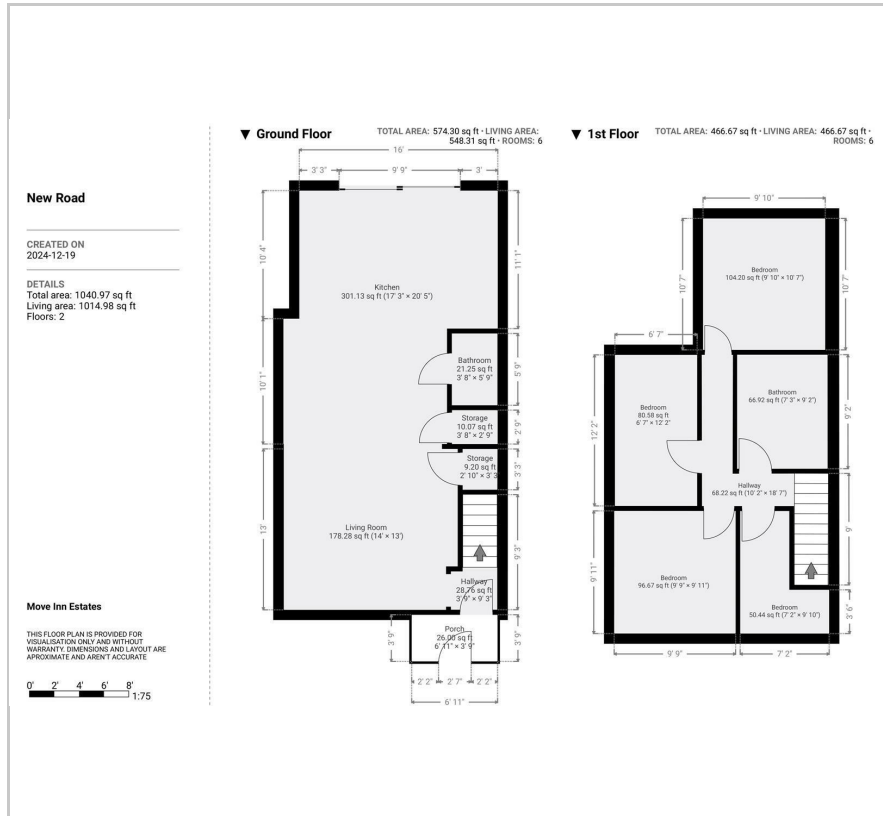 New Road
CREATED ON
2024-12-19
DETAILS
Total area: 1040.97 sq ft
Living area: 1014.98 sq ft
Floors: 2
Move Inn Estates
THIS FLOOR PLAN IS PROVIDED FOR
VISUALISATION ONLY AND WITHOUT
WARRANTY. DIMENSIONS AND LAYOUT ARE
APROXIMATE AND AREN'T ACCURATE
0' 2' 4' 6' 8'
1:75
▼ Ground Floor
TOTAL AREA: 574.30 sq ft • LIVING AREA:
548.31 sq ft • ROOMS: 6
16'
3' 3" 9' 9" 3'
10' 4"
11' 1"
Kitchen
301.13 sq ft (17' 3" × 20' 5")
10' 1"
Bathroom
21.25 sq ft
3' 8" × 5' 9"
5' 9"
Storage
10.07 sq ft
3' 8" × 2' 9"
2' 9"
Storage
9.20 sq ft
2' 10" × 3' 3
3' 3"
13'
Living Room
178.28 sq ft (14' × 13')
9' 3"
Hallway
28.76 sq ft
3' 9" × 9' 3"
Porch
26.00 sq ft
6' 11" × 3' 9"
3' 9"
3' 9"
2' 2" 2' 7" 2' 2"
6' 11"
▼ 1st Floor
TOTAL AREA: 466.67 sq ft • LIVING AREA: 466.67 sq ft •
ROOMS: 6
9' 10"
10' 7"
Bedroom
104.20 sq ft (9' 10" × 10' 7")
10' 7"
6' 7"
12' 2"
Bedroom
80.58 sq ft
6' 7" × 12' 2"
Bathroom
66.92 sq ft (7' 3" × 9' 2")
9' 2"
Hallway
68.22 sq ft (10' 2" × 18' 7")
9'
9' 11"
Bedroom
96.67 sq ft (9' 9" × 9' 11")
Bedroom
50.44 sq ft (7' 2" × 9' 10")
3' 6"
9' 9" 7' 2"